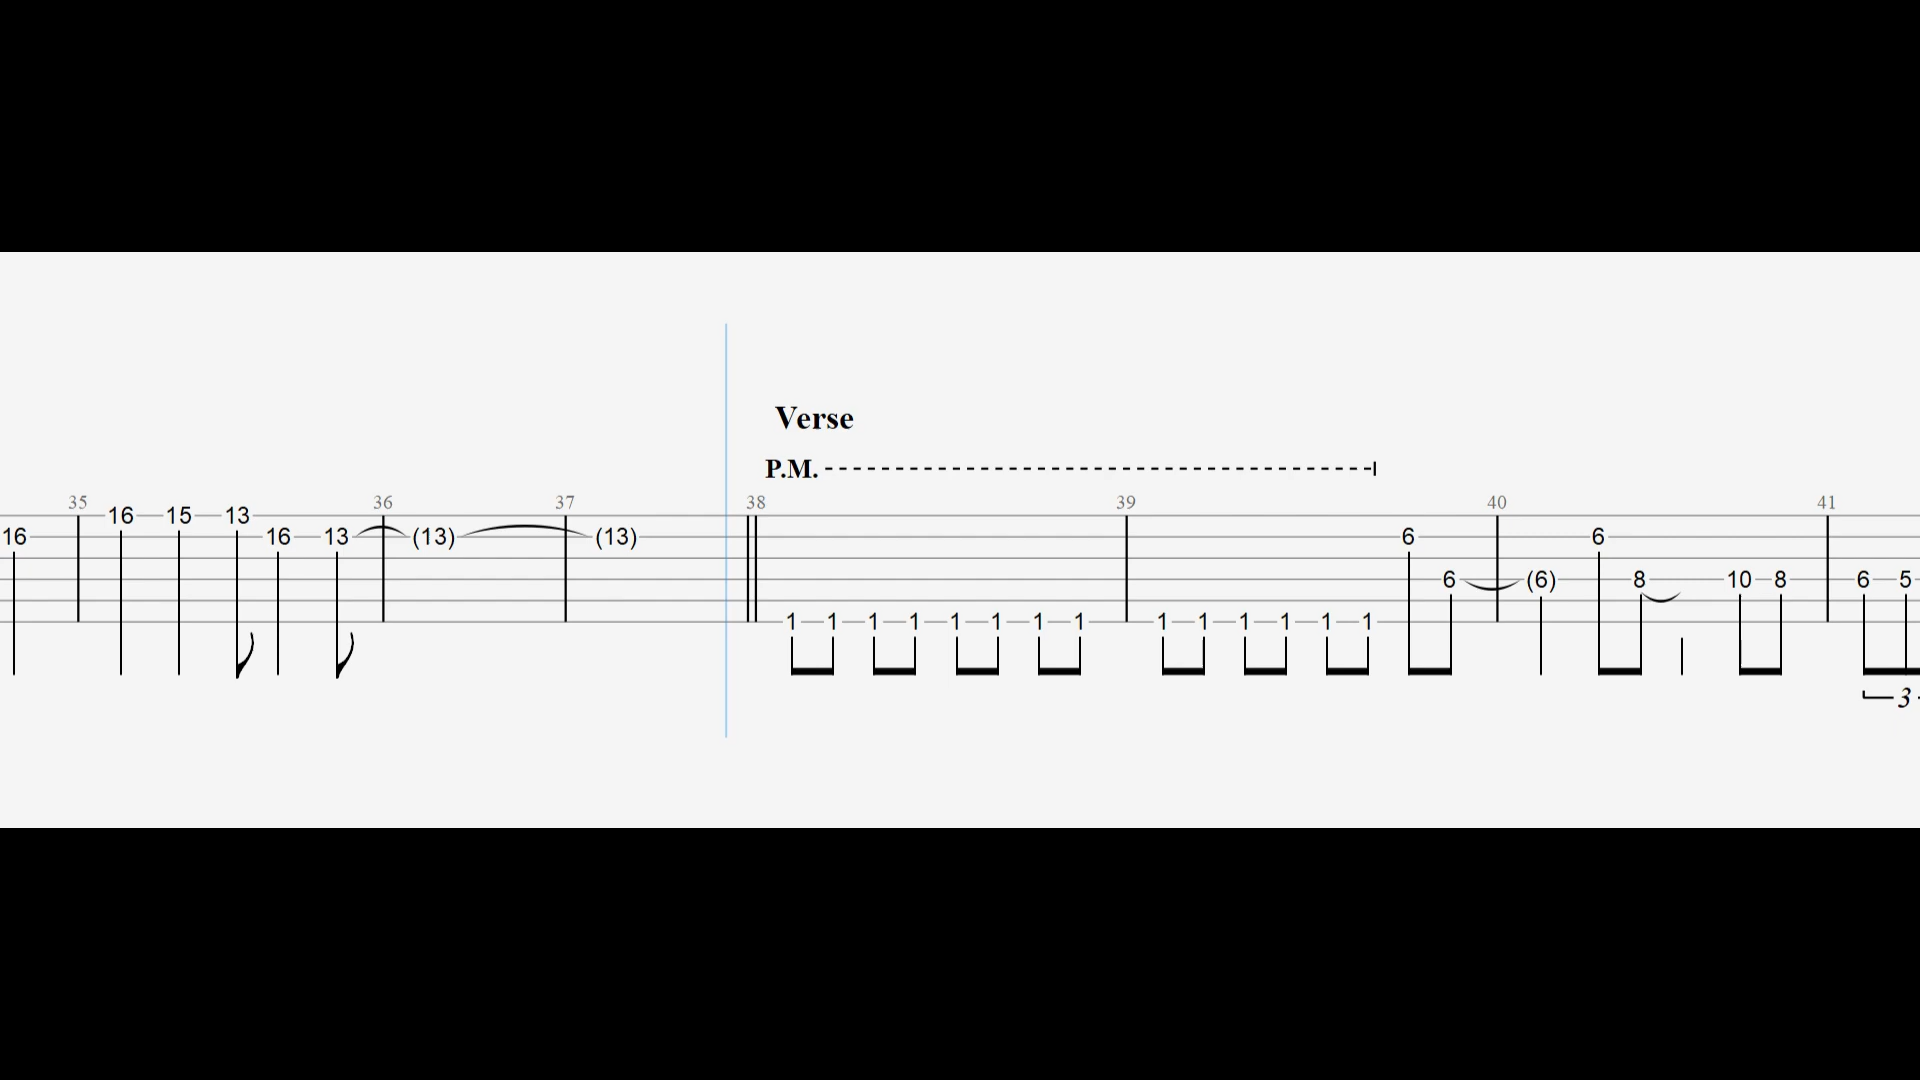 Verse
P.M.
35 36 37 38 39 40 41
16 15 13 6 6
16 16 13 (13) (13)
6 (6) 8 10 8 6 5
1 1 1 1 1 1 1 1 1 1 1 1 1 1
3